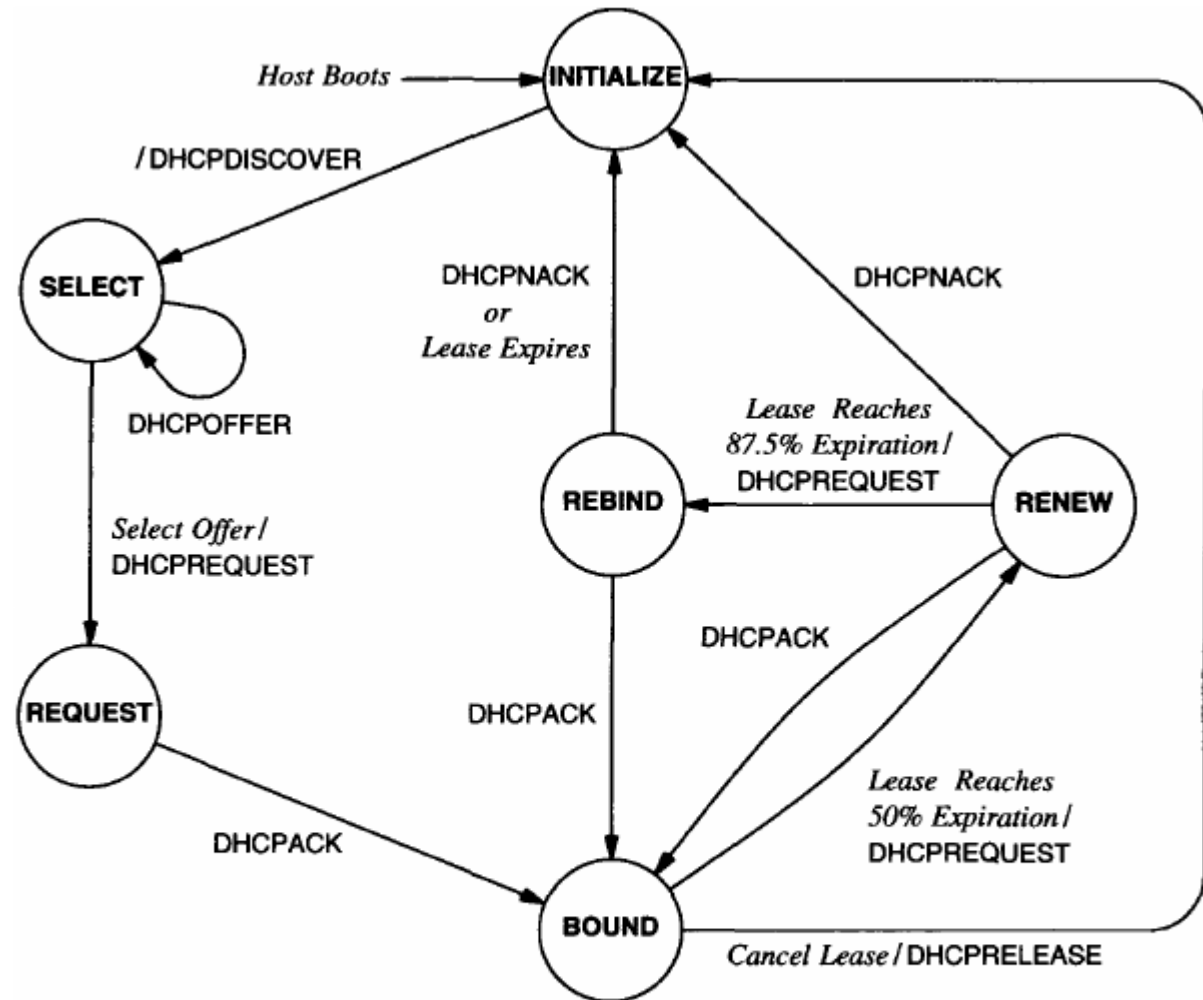 Host Boots
INITIALIZE
/ DHCPDISCOVER
SELECT
DHCPNACK
or
Lease Expires
DHCPNACK
DHCPOFFER
Lease Reaches
87.5% Expiration /
DHCPREQUEST
REBIND
RENEW
Select Offer /
DHCPREQUEST
DHCPACK
REQUEST
DHCPACK
Lease Reaches
50% Expiration /
DHCPREQUEST
DHCPACK
BOUND
Cancel Lease / DHCPRELEASE